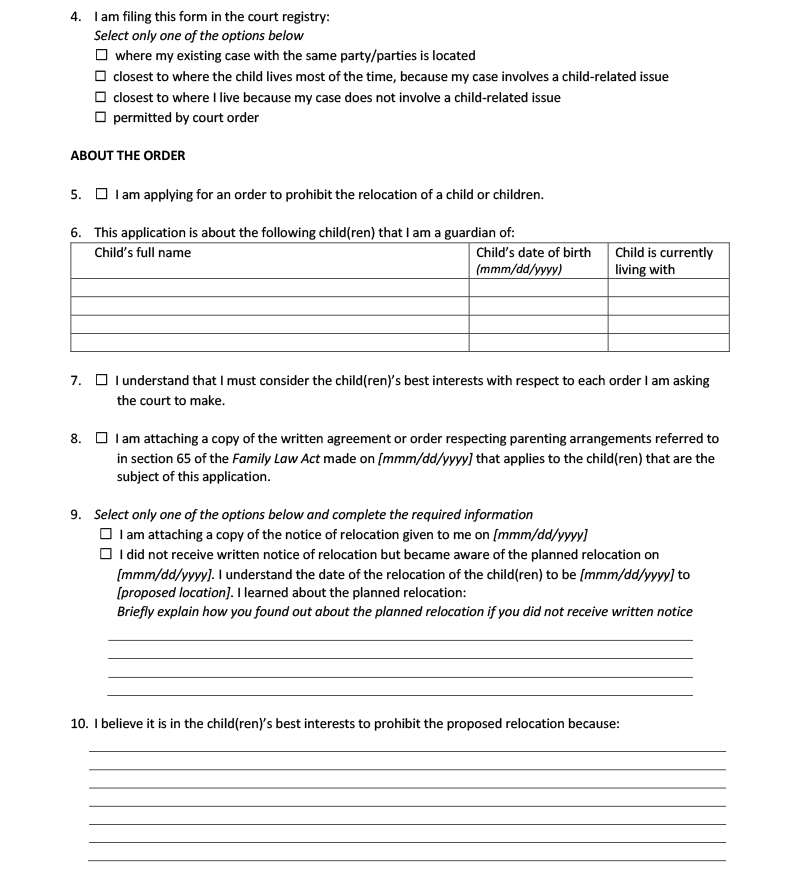 4. I am filing this form in the court registry:
Select only one of the options below
☐ where my existing case with the same party/parties is located
☐ closest to where the child lives most of the time, because my case involves a child-related issue
☐ closest to where I live because my case does not involve a child-related issue
☐ permitted by court order
ABOUT THE ORDER
5. ☐ I am applying for an order to prohibit the relocation of a child or children.
6. This application is about the following child(ren) that I am a guardian of:
Child’s full name
Child’s date of birth
(mmm/dd/yyyy)
Child is currently
living with
7. ☐ I understand that I must consider the child(ren)’s best interests with respect to each order I am asking
the court to make.
8. ☐ I am attaching a copy of the written agreement or order respecting parenting arrangements referred to
in section 65 of the Family Law Act made on [mmm/dd/yyyy] that applies to the child(ren) that are the
subject of this application.
9. Select only one of the options below and complete the required information
☐ I am attaching a copy of the notice of relocation given to me on [mmm/dd/yyyy]
☐ I did not receive written notice of relocation but became aware of the planned relocation on
[mmm/dd/yyyy]. I understand the date of the relocation of the child(ren) to be [mmm/dd/yyyy] to
[proposed location]. I learned about the planned relocation:
Briefly explain how you found out about the planned relocation if you did not receive written notice
10. I believe it is in the child(ren)’s best interests to prohibit the proposed relocation because: